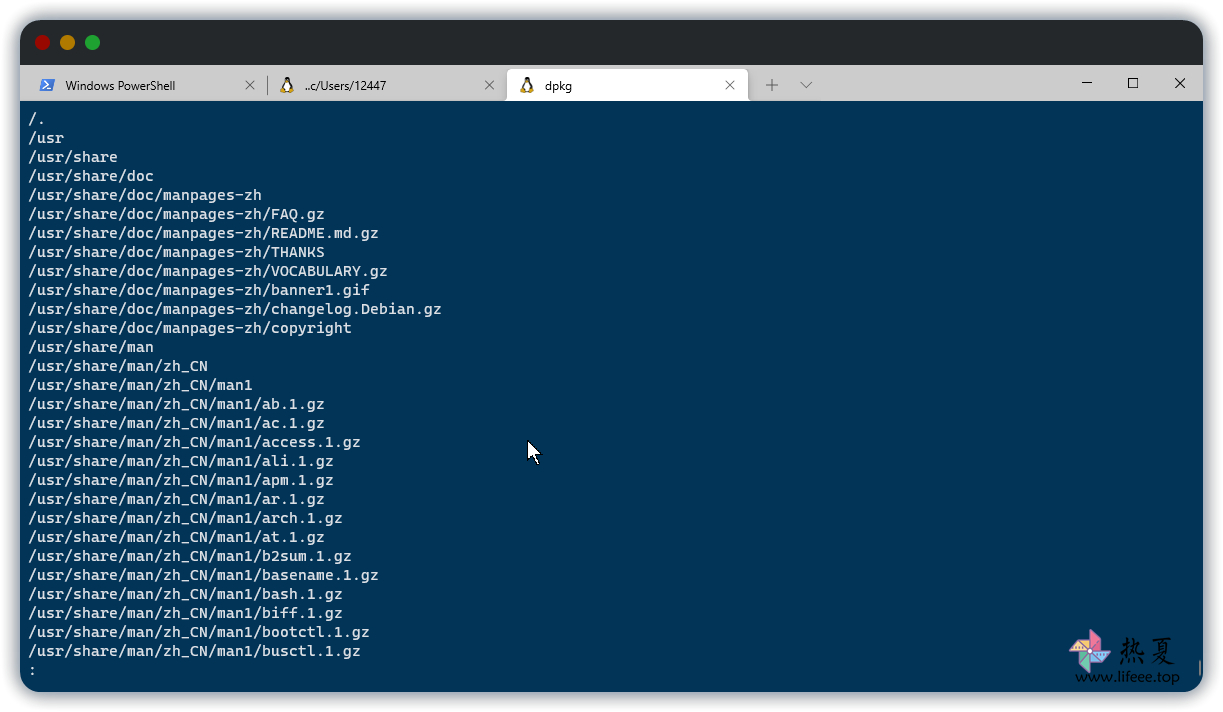 Windows PowerShell
..c/Users/12447
dpkg
/.
/usr
/usr/share
/usr/share/doc
/usr/share/doc/manpages-zh
/usr/share/doc/manpages-zh/FAQ.gz
/usr/share/doc/manpages-zh/README.md.gz
/usr/share/doc/manpages-zh/THANKS
/usr/share/doc/manpages-zh/VOCABULARY.gz
/usr/share/doc/manpages-zh/banner1.gif
/usr/share/doc/manpages-zh/changelog.Debian.gz
/usr/share/doc/manpages-zh/copyright
/usr/share/man
/usr/share/man/zh_CN
/usr/share/man/zh_CN/man1
/usr/share/man/zh_CN/man1/ab.1.gz
/usr/share/man/zh_CN/man1/ac.1.gz
/usr/share/man/zh_CN/man1/access.1.gz
/usr/share/man/zh_CN/man1/ali.1.gz
/usr/share/man/zh_CN/man1/apm.1.gz
/usr/share/man/zh_CN/man1/ar.1.gz
/usr/share/man/zh_CN/man1/arch.1.gz
/usr/share/man/zh_CN/man1/at.1.gz
/usr/share/man/zh_CN/man1/b2sum.1.gz
/usr/share/man/zh_CN/man1/basename.1.gz
/usr/share/man/zh_CN/man1/bash.1.gz
/usr/share/man/zh_CN/man1/biff.1.gz
/usr/share/man/zh_CN/man1/bootctl.1.gz
/usr/share/man/zh_CN/man1/busctl.1.gz
:
热夏
www.lifeee.top